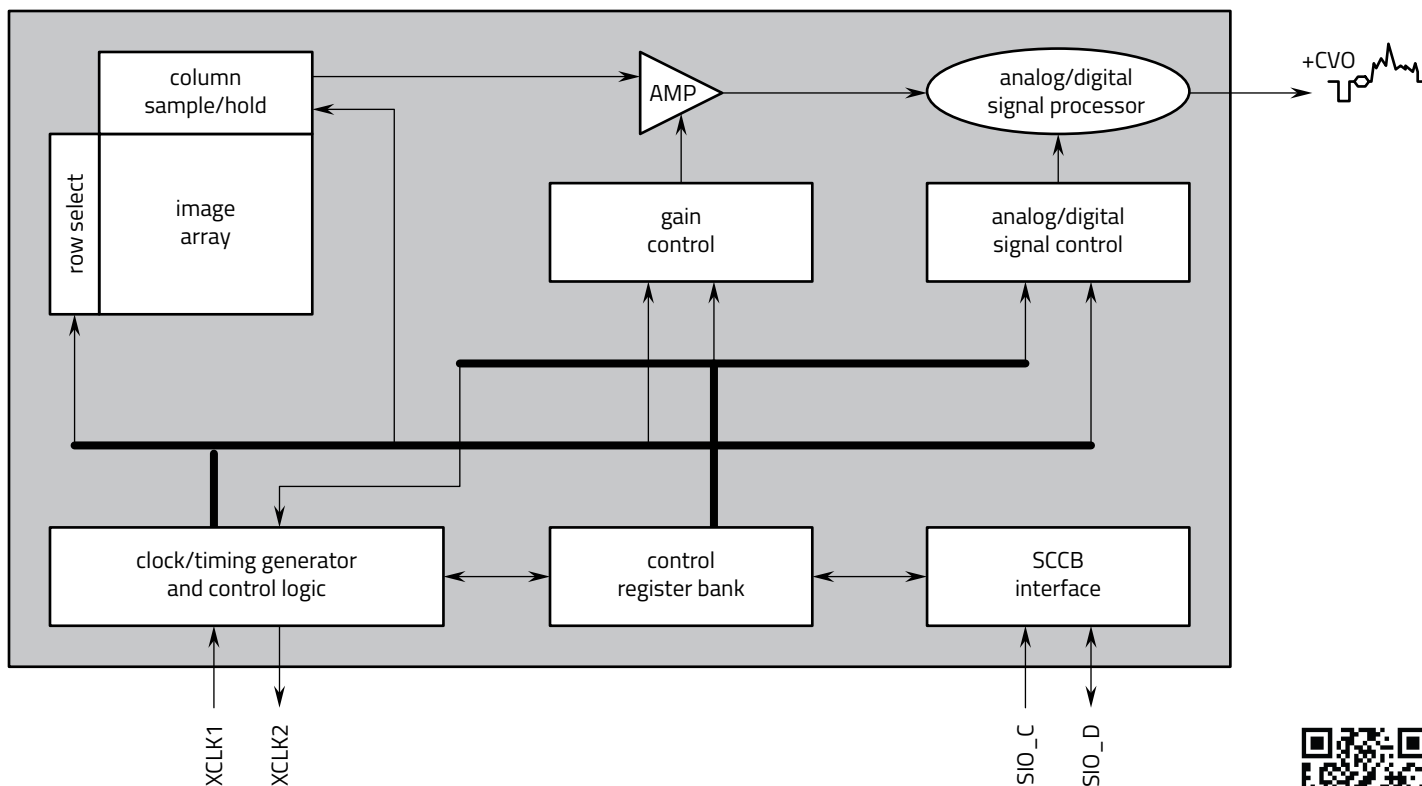 column
sample/hold
row select
image
array
AMP
analog/digital
signal processor
+CVO
gain
control
analog/digital
signal control
clock/timing generator
and control logic
control
register bank
SCCB
interface
XCLK1
XCLK2
SIO_C
SIO_D